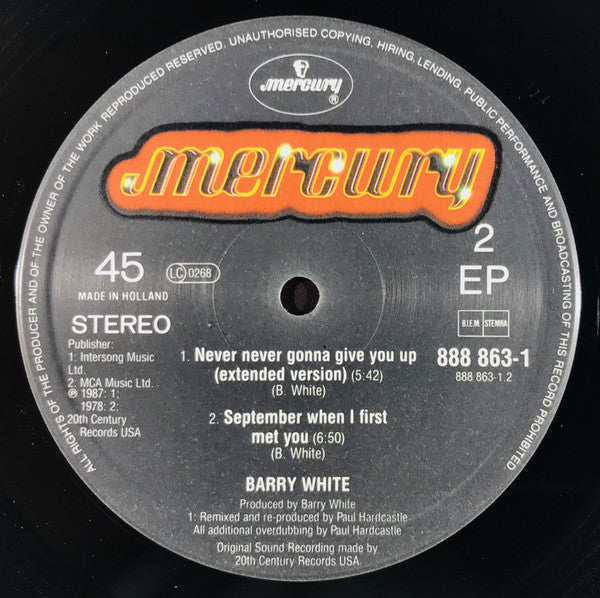 ALL RIGHTS OF THE PRODUCER AND OF THE OWNER OF THE WORK REPRODUCED RESERVED. UNAUTHORISED COPYING, HIRING, LENDING, PUBLIC PERFORMANCE AND BROADCASTING OF THIS RECORD PROHIBITED.
mercury
®
mercury
2
45
LC 0268
EP
MADE IN HOLLAND
STEREO
B.I.E.M. STEMRA
Publisher:
1: Intersong Music
Ltd.
2: MCA Music Ltd.
℗ 1987: 1:
1978: 2:
20th Century
Records USA
1. Never never gonna give you up
(extended version) (5:42)
(B. White)
888 863-1
888 863-1.2
2. September when I first
met you (6:50)
(B. White)
BARRY WHITE
Produced by Barry White
1: Remixed and re-produced by Paul Hardcastle
All additional overdubbing by Paul Hardcastle
Original Sound Recording made by
20th Century Records USA.